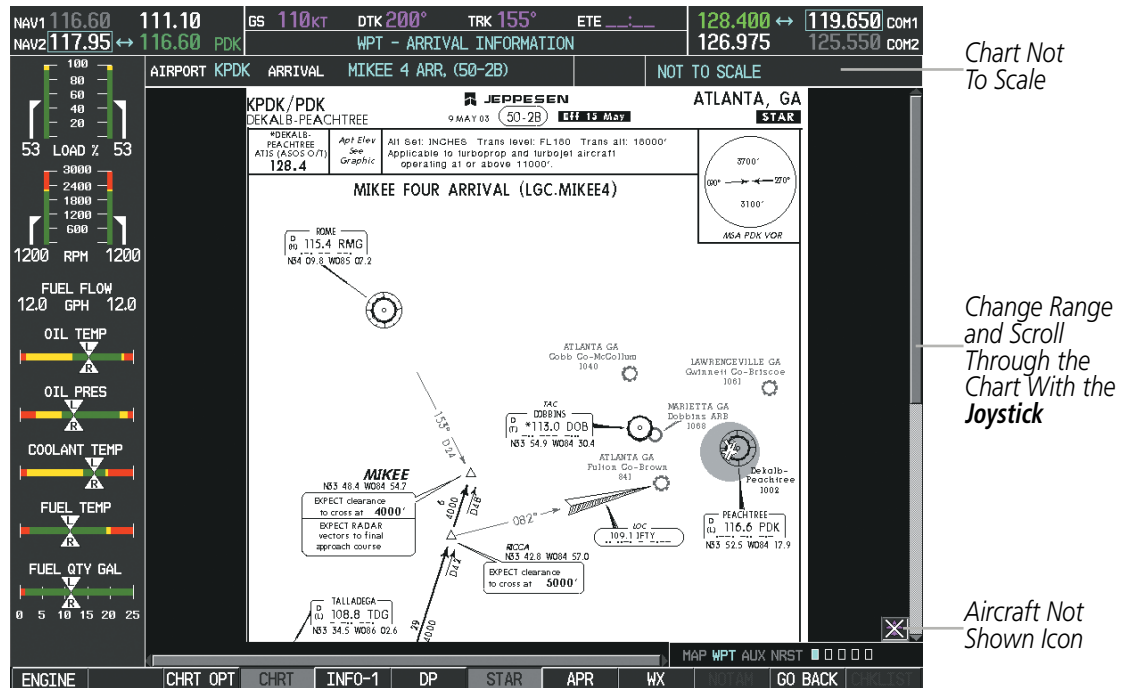 NAV1 116.60 111.10
NAV2 117.95 ↔ 116.60 PDK
GS 110KT DTK 200° TRK 155° ETE __:__
WPT – ARRIVAL INFORMATION
128.400 ↔ 119.650 COM1
126.975 125.550 COM2
AIRPORT KPDK ARRIVAL MIKEE 4 ARR, (50-2B) NOT TO SCALE
Chart Not
To Scale
100
80
60
40
20
53 LOAD % 53
3000
2400
1800
1200
600
1200 RPM 1200
FUEL FLOW
12.0 GPH 12.0
OIL TEMP
L
R
OIL PRES
L
R
COOLANT TEMP
L
R
FUEL TEMP
L
R
FUEL QTY GAL
L
R
0 5 10 15 20 25
KPDK/PDK
DEKALB-PEACHTREE
JEPPESEN
9 MAY 03 50-2B Eff 15 May
ATLANTA, GA
STAR
*DEKALB-
PEACHTREE
ATIS (ASOS O/T)
128.4
Apt Elev
See
Graphic
Alt Set: INCHES Trans level: FL180 Trans alt: 18000'
Applicable to turboprop and turbojet aircraft
operating at or above 11000'.
MIKEE FOUR ARRIVAL (LGC.MIKEE4)
3700'
090° 270°
3100'
MSA PDK VOR
ROME
D
(H) 115.4 RMG
N34 09.8 W085 07.2
ATLANTA GA
Cobb Co-McCollum
1040
LAWRENCEVILLE GA
Gwinnett Co-Briscoe
1061
TAC
DOBBINS
D
(T) *113.0 DOB
N33 54.9 W084 30.4
MARIETTA GA
Dobbins ARB
1068
153° D24
ATLANTA GA
Fulton Co-Brown
841
Dekalb-
Peachtree
1002
MIKEE
N33 48.4 W084 54.7
EXPECT clearance
to cross at 4000'
EXPECT RADAR
vectors to final
approach course
6
4000
D48
082°
LOC
109.1 IFTY
PEACHTREE
D
(L) 116.6 PDK
N33 52.5 W084 17.9
RICCA
N33 42.8 W084 57.0
EXPECT clearance
to cross at 5000'
D42
TALLADEGA
D
(L) 108.8 TDG
N33 34.5 W086 02.6
29
4000
Change Range
and Scroll
Through the
Chart With the
Joystick
Aircraft Not
Shown Icon
MAP WPT AUX NRST
ENGINE CHRT OPT CHRT INFO-1 DP STAR APR WX NOTAM GO BACK CHKLIST